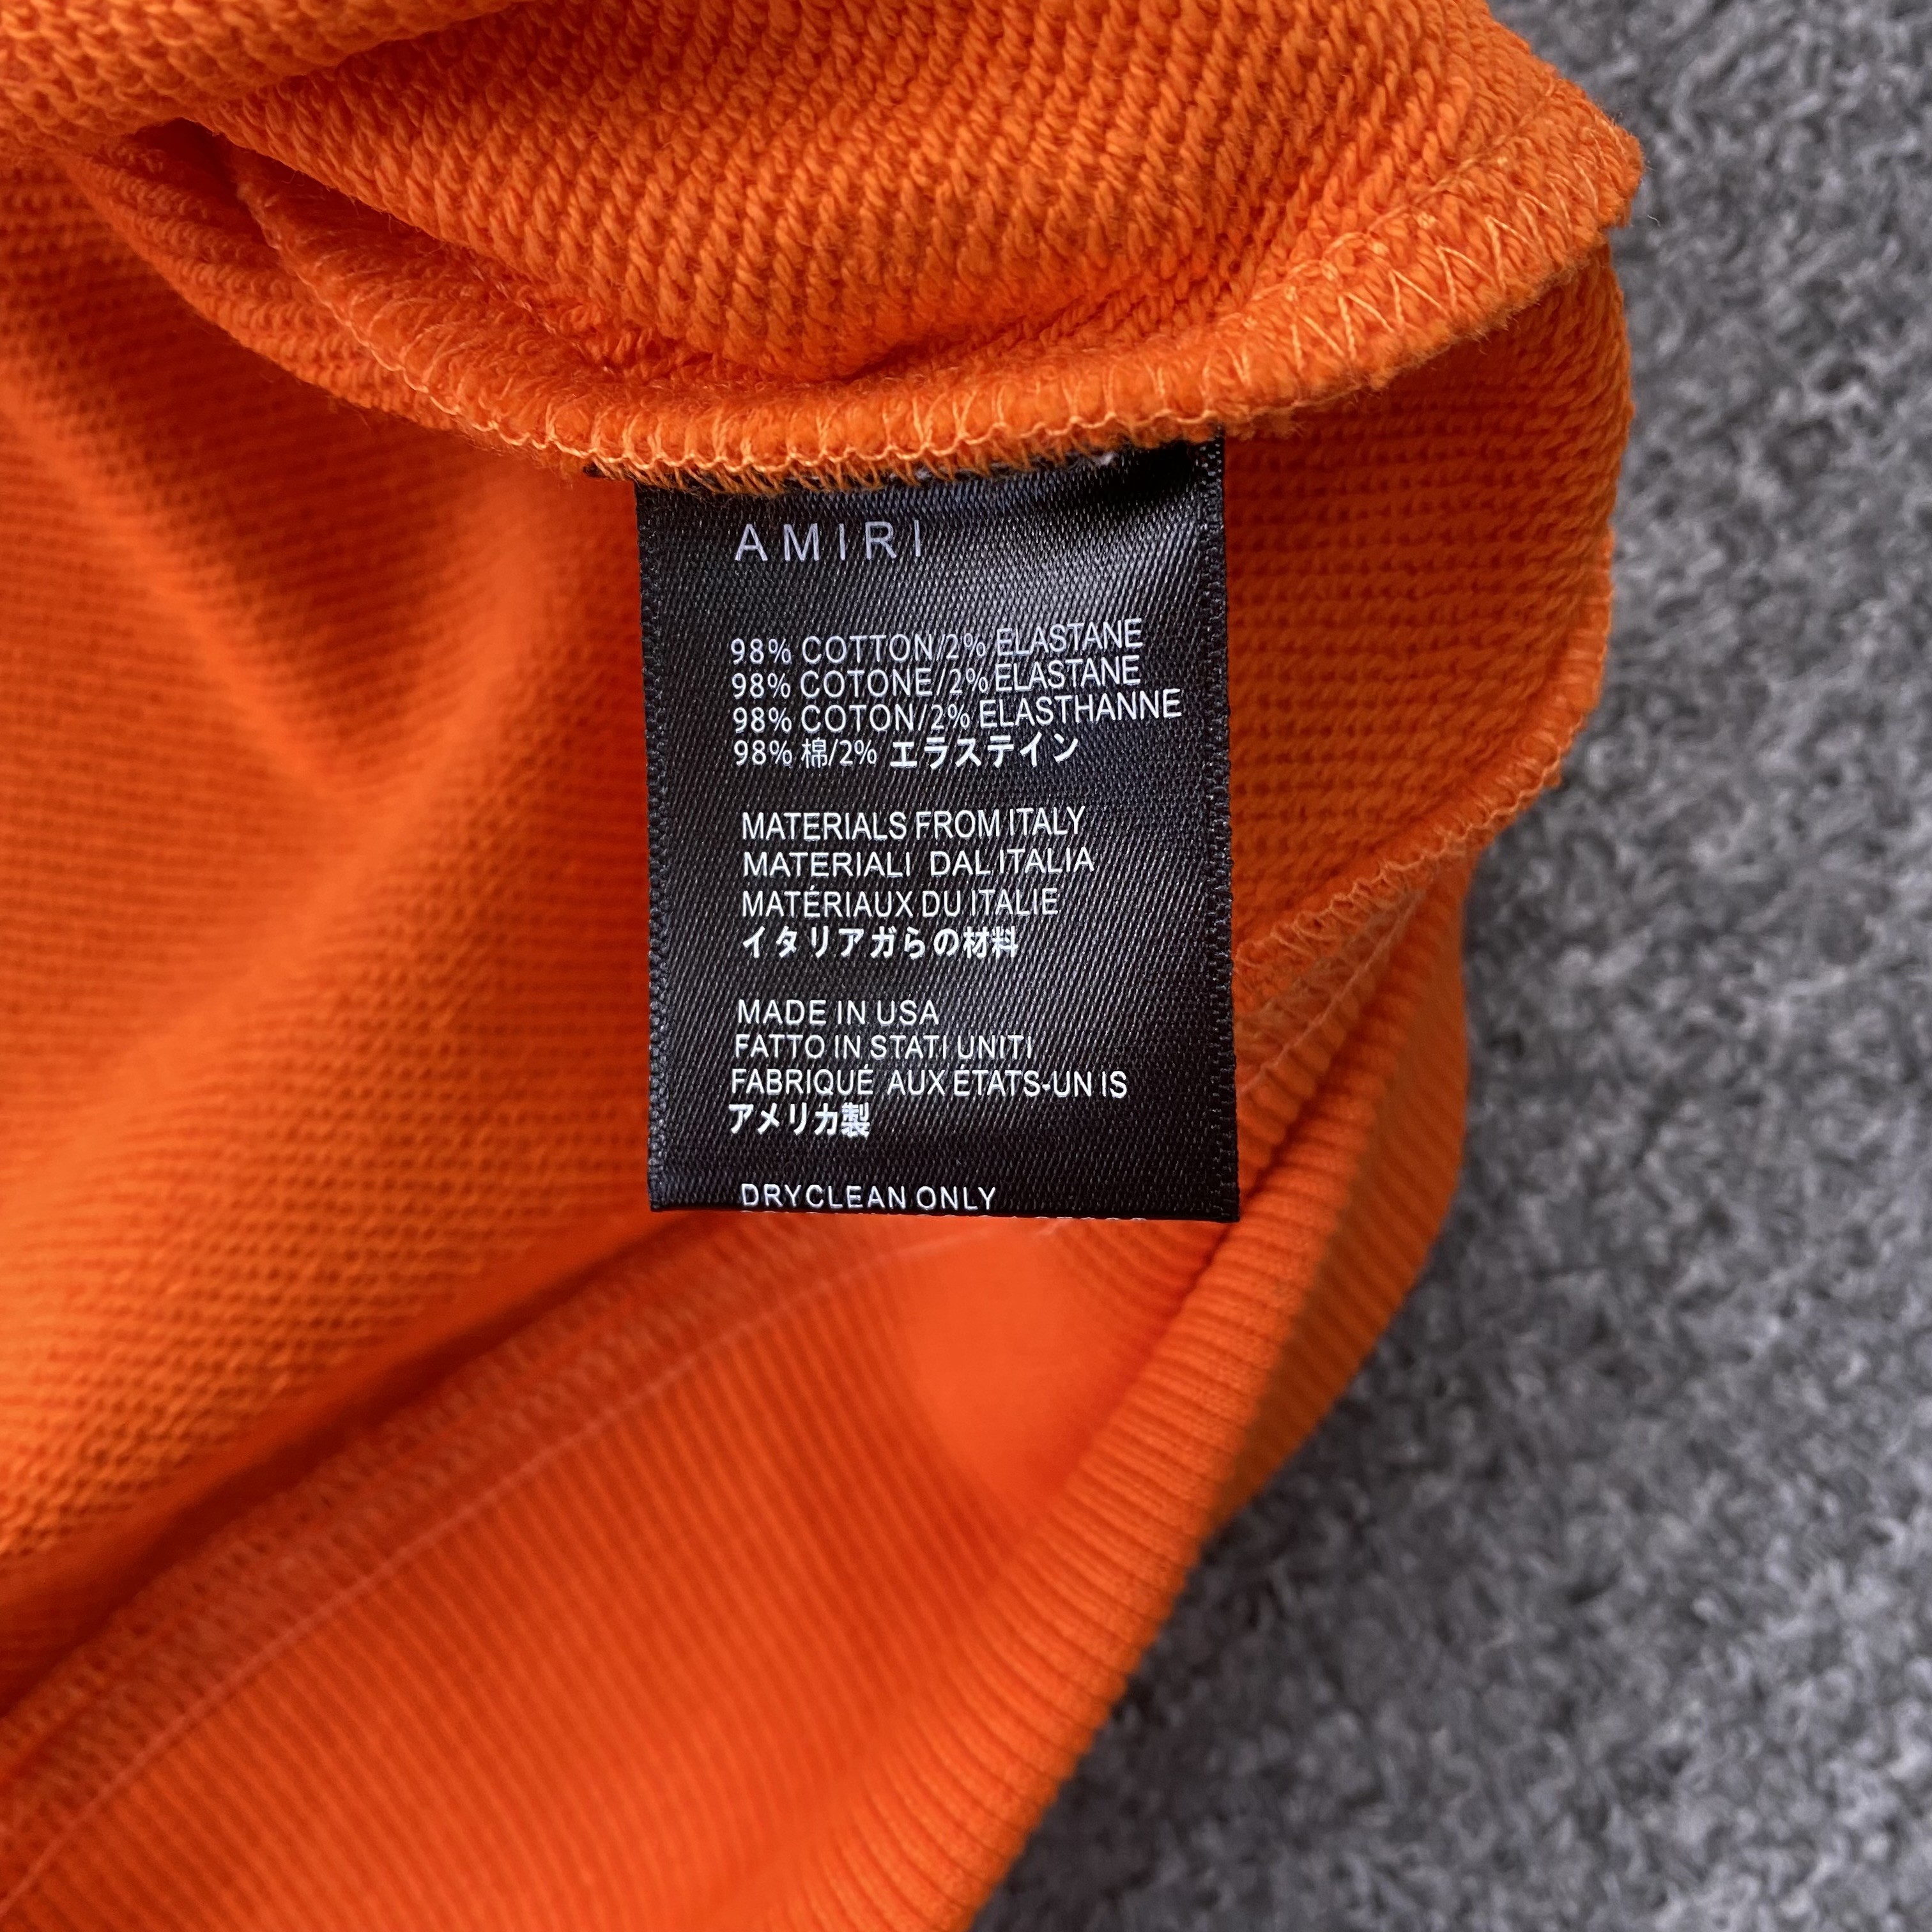 AMIRI
98% COTTON/2% ELASTANE
98% COTONE/2% ELASTANE
98% COTON/2% ELASTHANNE
98% 棉/2% エラステイン
MATERIALS FROM ITALY
MATERIALI DAL ITALIA
MATÉRIAUX DU ITALIE
イタリアガらの材料
MADE IN USA
FATTO IN STATI UNITI
FABRIQUÉ AUX ÉTATS-UN IS
アメリカ製
DRYCLEAN ONLY